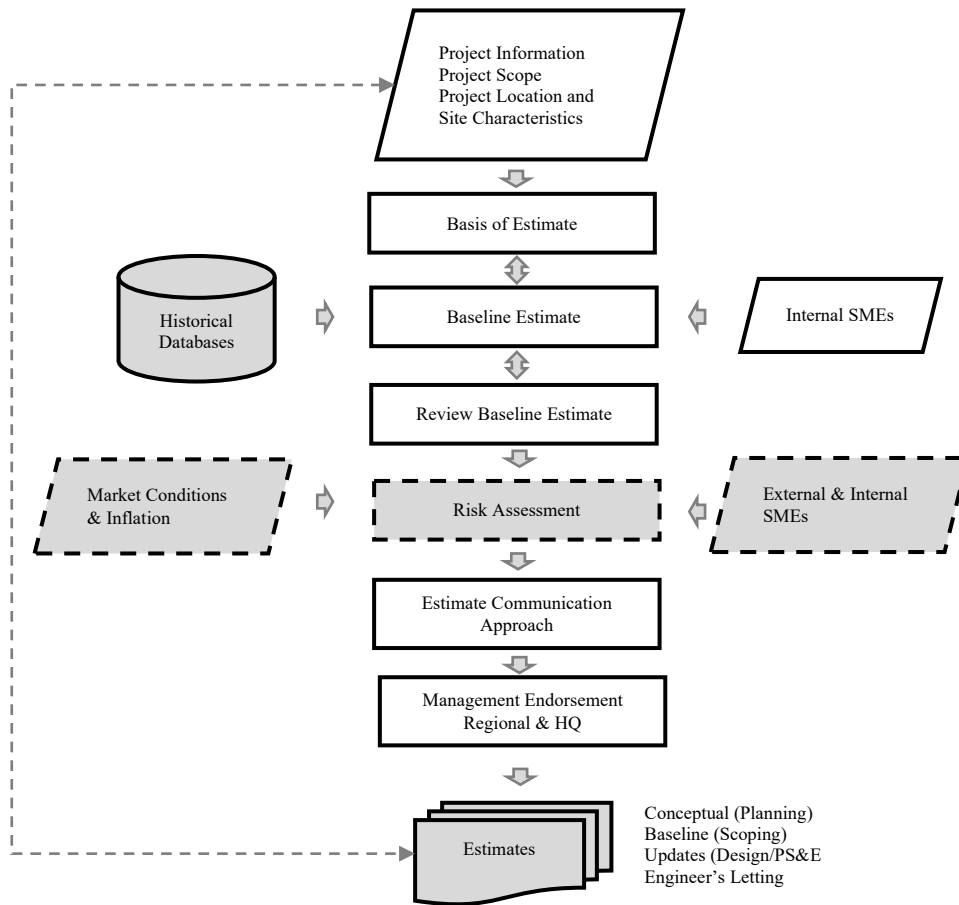 Project Information
Project Scope
Project Location and
Site Characteristics
Basis of Estimate
Historical
Databases
Baseline Estimate
Internal SMEs
Review Baseline Estimate
Market Conditions
& Inflation
Risk Assessment
External & Internal
SMEs
Estimate Communication
Approach
Management Endorsement
Regional & HQ
Estimates
Conceptual (Planning)
Baseline (Scoping)
Updates (Design/PS&E
Engineer’s Letting